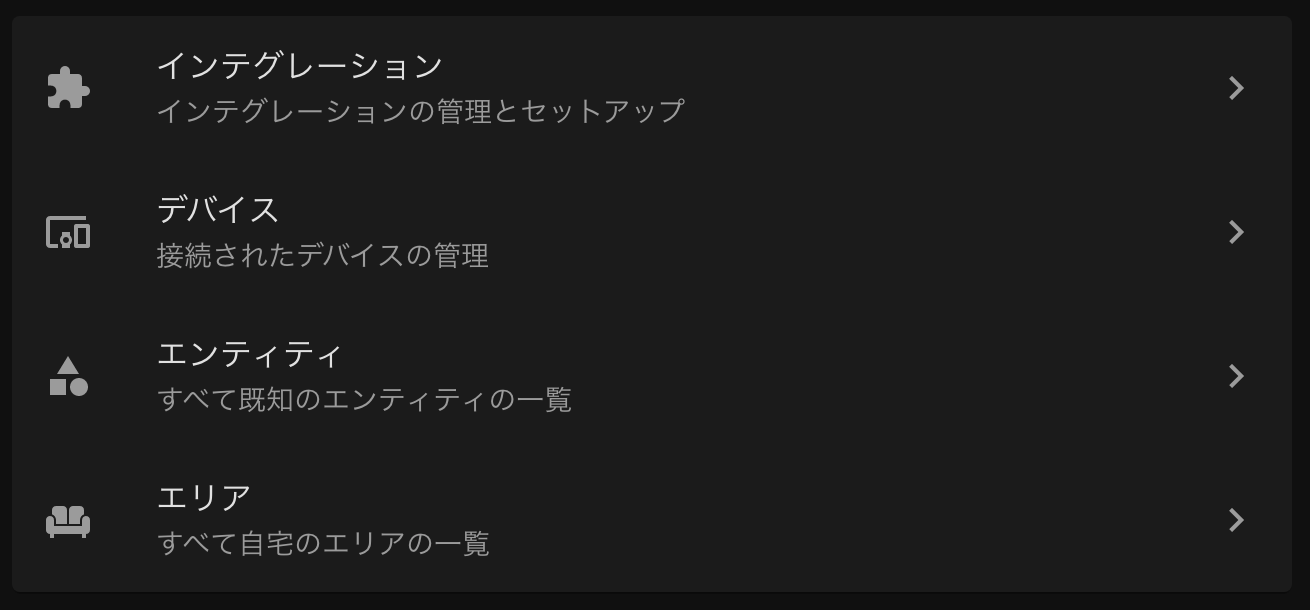 インテグレーション
インテグレーションの管理とセットアップ
デバイス
接続されたデバイスの管理
エンティティ
すべて既知のエンティティの一覧
エリア
すべて自宅のエリアの一覧